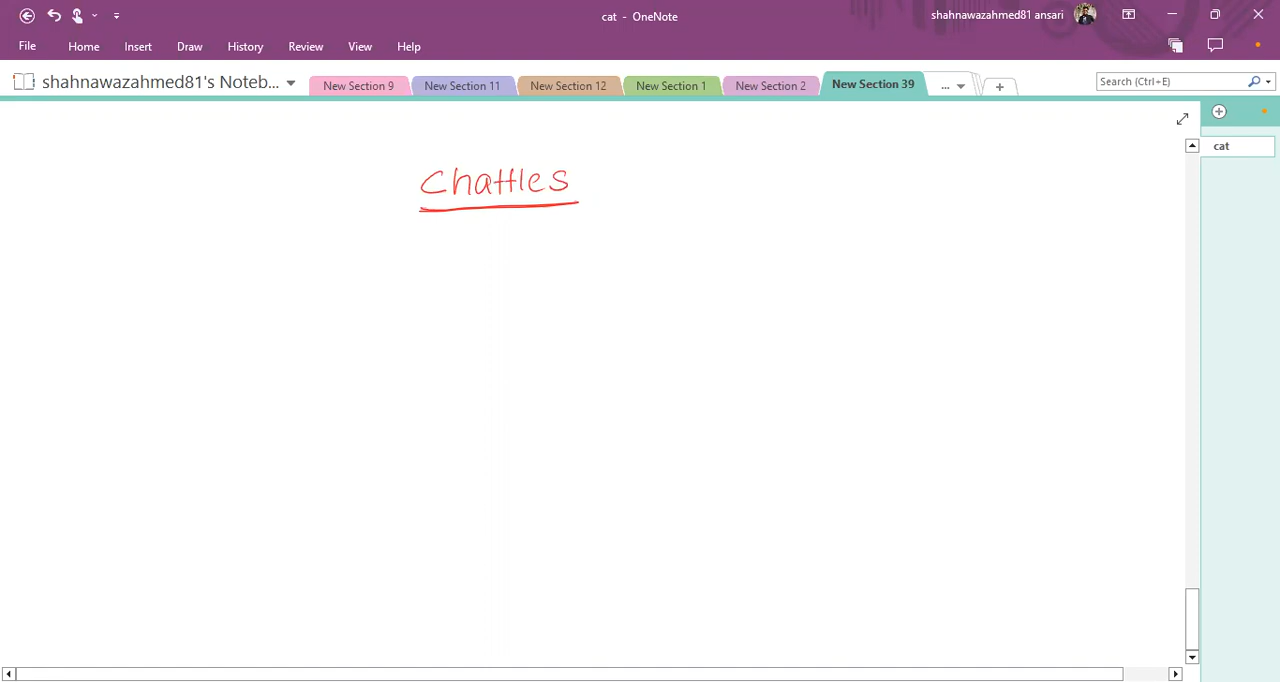 cat - OneNote
shahnawazahmed81 ansari
File Home Insert Draw History Review View Help
shahnawazahmed81's Noteb... New Section 9 New Section 11 New Section 12 New Section 1 New Section 2 New Section 39 ... + Search (Ctrl+E)
cat
Chattles